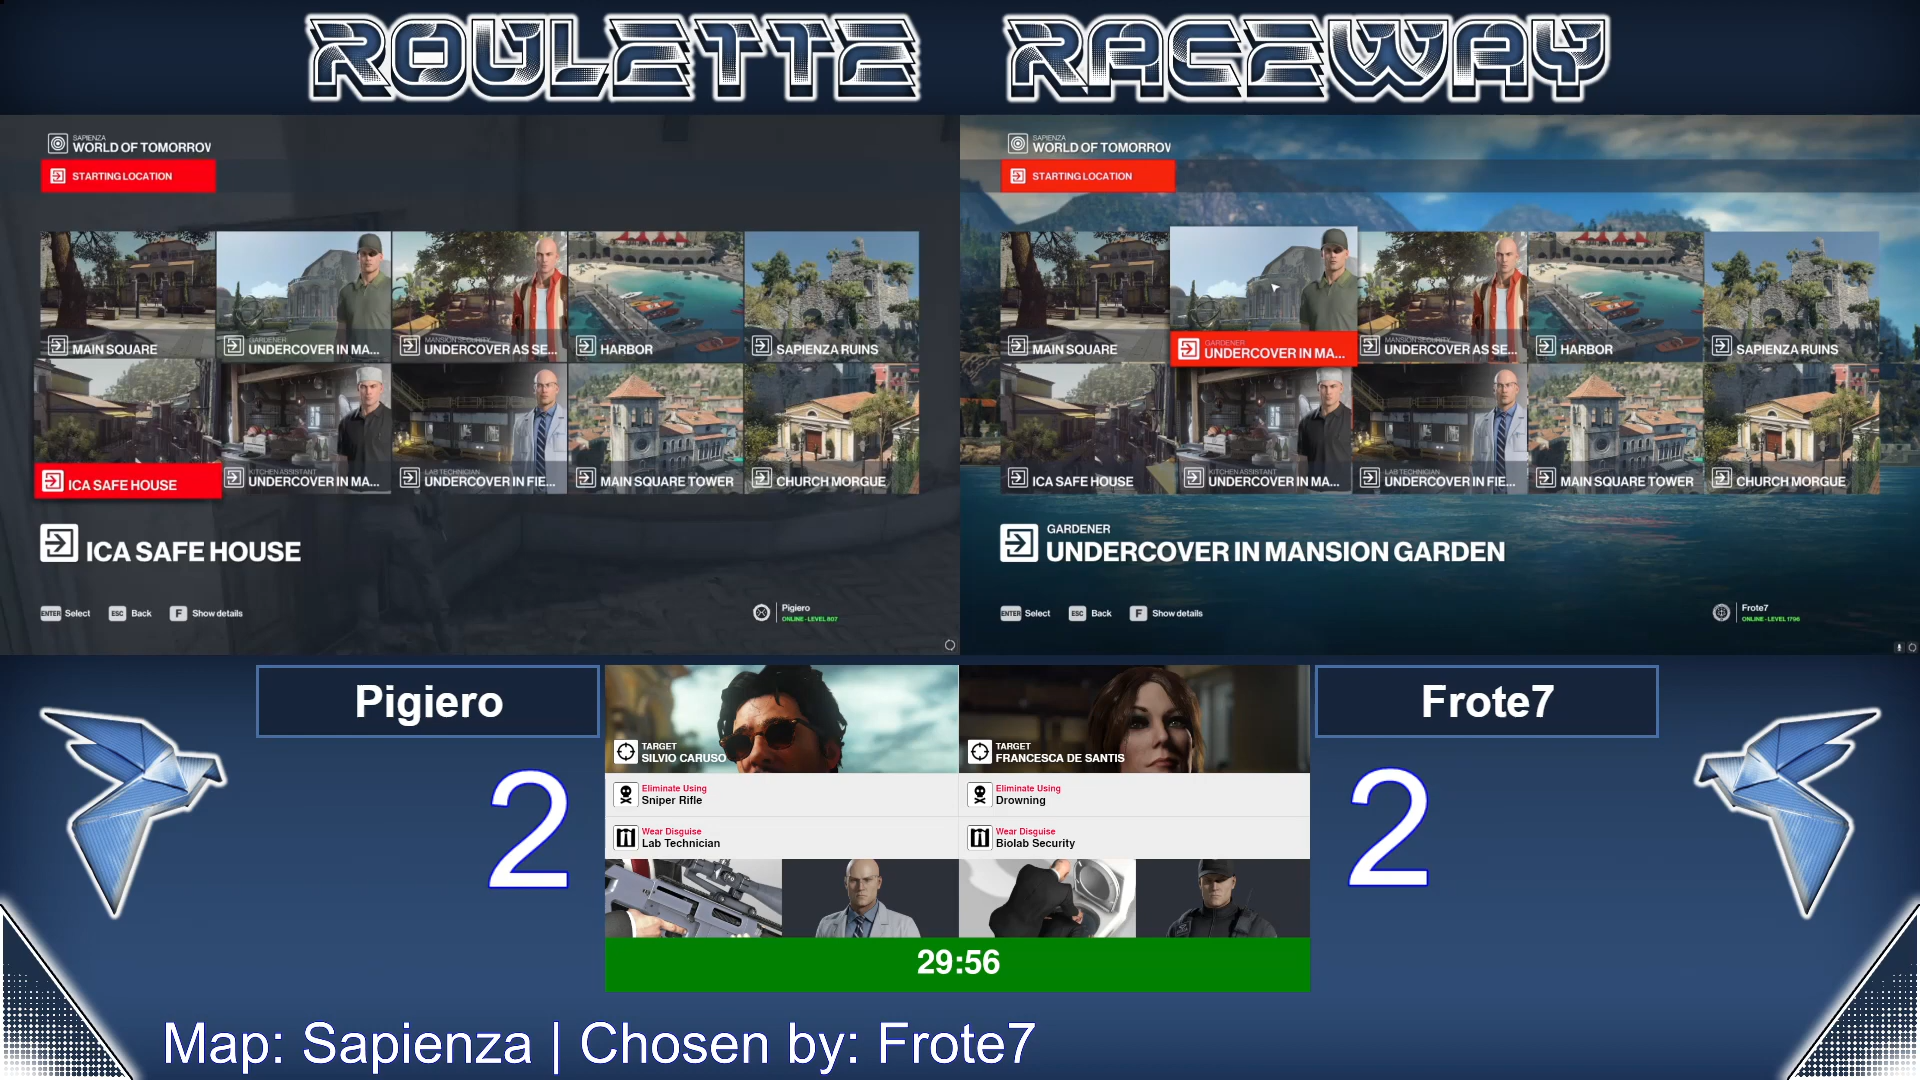 ROULETTE RACEWAY
SAPIENZA
WORLD OF TOMORROV
STARTING LOCATION
MAIN SQUARE
GARDENER
UNDERCOVER IN MA...
MANSION SECURITY
UNDERCOVER AS SE...
HARBOR
SAPIENZA RUINS
ICA SAFE HOUSE
KITCHEN ASSISTANT
UNDERCOVER IN MA...
LAB TECHNICIAN
UNDERCOVER IN FIE...
MAIN SQUARE TOWER
CHURCH MORGUE
ICA SAFE HOUSE
ENTER Select ESC Back F Show details
Pigiero
ONLINE - LEVEL 807
SAPIENZA
WORLD OF TOMORROV
STARTING LOCATION
MAIN SQUARE
GARDENER
UNDERCOVER IN MA...
MANSION SECURITY
UNDERCOVER AS SE...
HARBOR
SAPIENZA RUINS
ICA SAFE HOUSE
KITCHEN ASSISTANT
UNDERCOVER IN MA...
LAB TECHNICIAN
UNDERCOVER IN FIE...
MAIN SQUARE TOWER
CHURCH MORGUE
GARDENER
UNDERCOVER IN MANSION GARDEN
ENTER Select ESC Back F Show details
Frote7
ONLINE - LEVEL 1796
Pigiero
2
TARGET
SILVIO CARUSO
Eliminate Using
Sniper Rifle
Wear Disguise
Lab Technician
TARGET
FRANCESCA DE SANTIS
Eliminate Using
Drowning
Wear Disguise
Biolab Security
29:56
Frote7
2
Map: Sapienza | Chosen by: Frote7